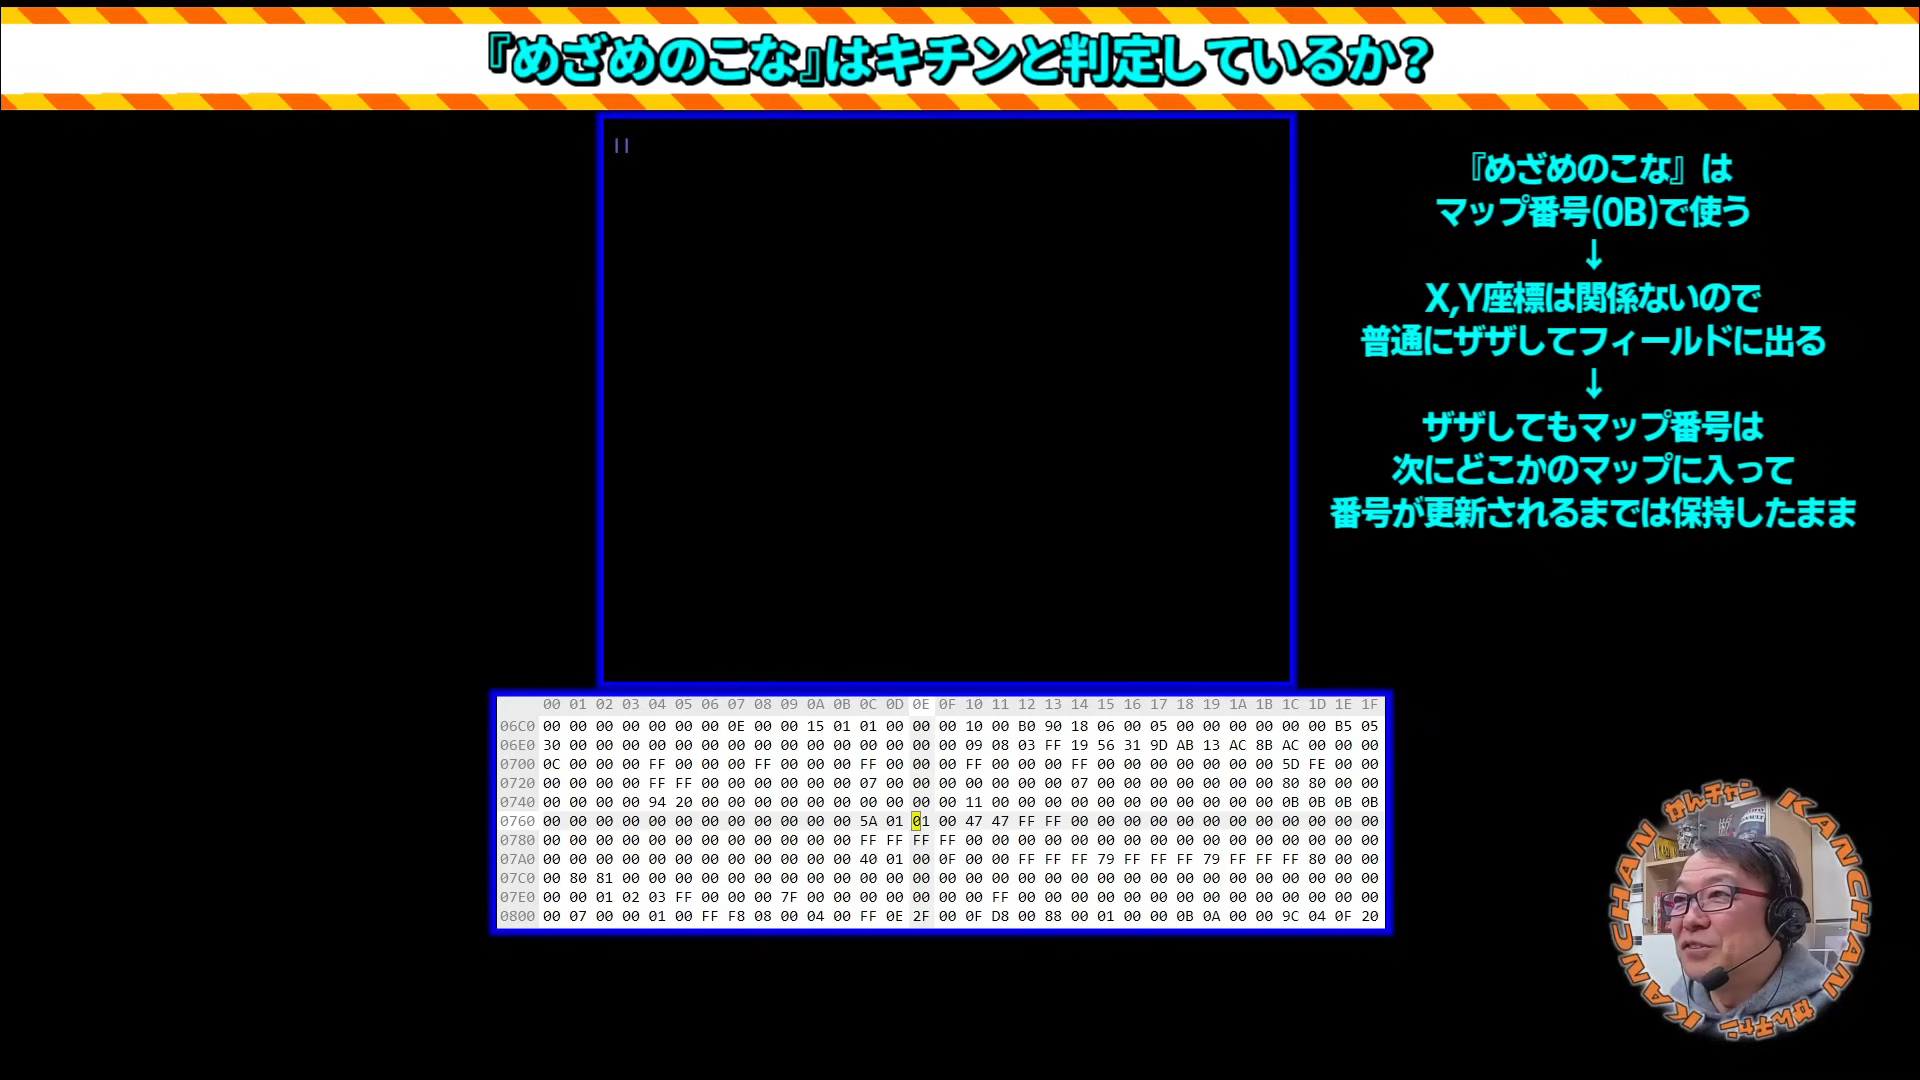 『めざめのこな』はキチンと判定しているか？
『めざめのこな』は
マップ番号(0B)で使う
↓
X,Y座標は関係ないので
普通にザザしてフィールドに出る
↓
ザザしてもマップ番号は
次にどこかのマップに入って
番号が更新されるまでは保持したまま
00 01 02 03 04 05 06 07 08 09 0A 0B 0C 0D 0E 0F 10 11 12 13 14 15 16 17 18 19 1A 1B 1C 1D 1E 1F
06C0 00 00 00 00 00 00 00 0E 00 00 15 01 01 00 00 00 10 00 B0 90 18 06 00 05 00 00 00 00 00 00 B5 05
06E0 30 00 00 00 00 00 00 00 00 00 00 00 00 00 00 00 09 08 03 FF 19 56 31 9D AB 13 AC 8B AC 00 00 00
0700 0C 00 00 00 FF 00 00 00 FF 00 00 00 FF 00 00 00 FF 00 00 00 FF 00 00 00 00 00 00 00 5D FE 00 00
0720 00 00 00 00 FF FF 00 00 00 00 00 00 07 00 00 00 00 00 00 00 07 00 00 00 00 00 00 00 80 80 00 00
0740 00 00 00 00 94 20 00 00 00 00 00 00 00 00 00 00 11 00 00 00 00 00 00 00 00 00 00 00 0B 0B 0B 0B
0760 00 00 00 00 00 00 00 00 00 00 00 00 5A 01 01 00 47 47 FF FF 00 00 00 00 00 00 00 00 00 00 00 00
0780 00 00 00 00 00 00 00 00 00 00 00 00 FF FF FF FF 00 00 00 00 00 00 00 00 00 00 00 00 00 00 00 00
07A0 00 00 00 00 00 00 00 00 00 00 00 00 40 01 00 0F 00 00 FF FF FF 79 FF FF FF 79 FF FF FF 80 00 00
07C0 00 80 81 00 00 00 00 00 00 00 00 00 00 00 00 00 00 00 00 00 00 00 00 00 00 00 00 00 00 00 00 00
07E0 00 00 01 02 03 FF 00 00 00 7F 00 00 00 00 00 00 00 FF 00 00 00 00 00 00 00 00 00 00 00 00 00 00
0800 00 07 00 00 01 00 FF F8 08 00 04 00 FF 0E 2F 00 0F D8 00 88 00 01 00 00 0B 0A 00 00 9C 04 0F 20
かんチャン KANCHAN かんチャン KANCHAN